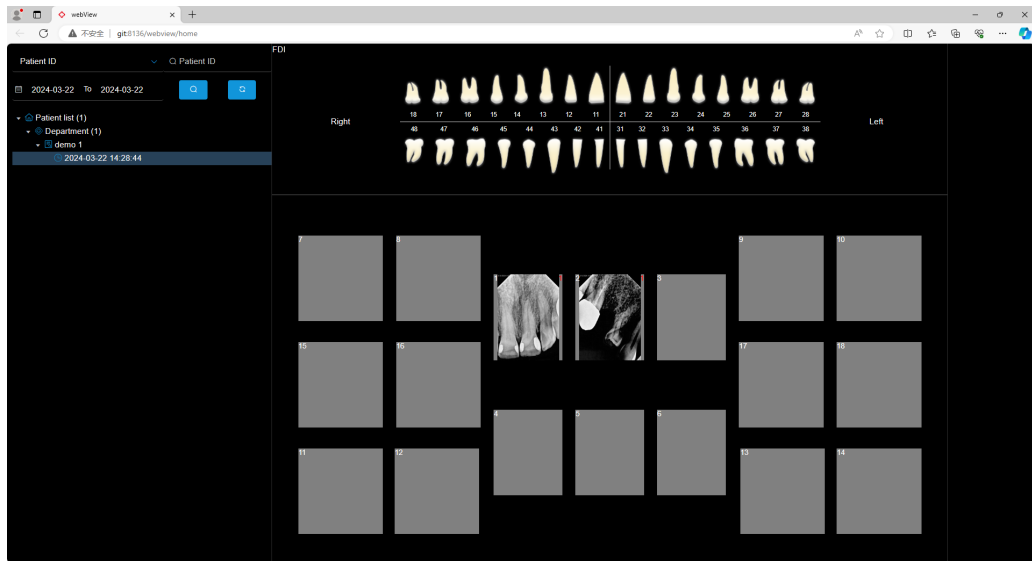 webView
不安全 git:8136/webview/home
FDI
Patient ID Patient ID
2024-03-22 To 2024-03-22
Patient list (1)
Department (1)
demo 1
2024-03-22 14:28:44
18 17 16 15 14 13 12 11 21 22 23 24 25 26 27 28
Right Left
48 47 46 45 44 43 42 41 31 32 33 34 35 36 37 38
7 8 9 10
1 2 3
15 16 17 18
4 5 6
11 12 13 14